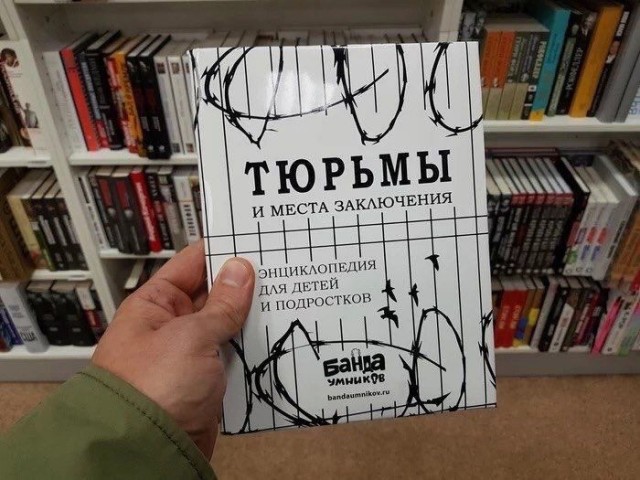 ТЮРЬМЫ
И МЕСТА ЗАКЛЮЧЕНИЯ
ЭНЦИКЛОПЕДИЯ
ДЛЯ ДЕТЕЙ
И ПОДРОСТКОВ
БАНДА
УМНИКОВ
bandaumnikov.ru